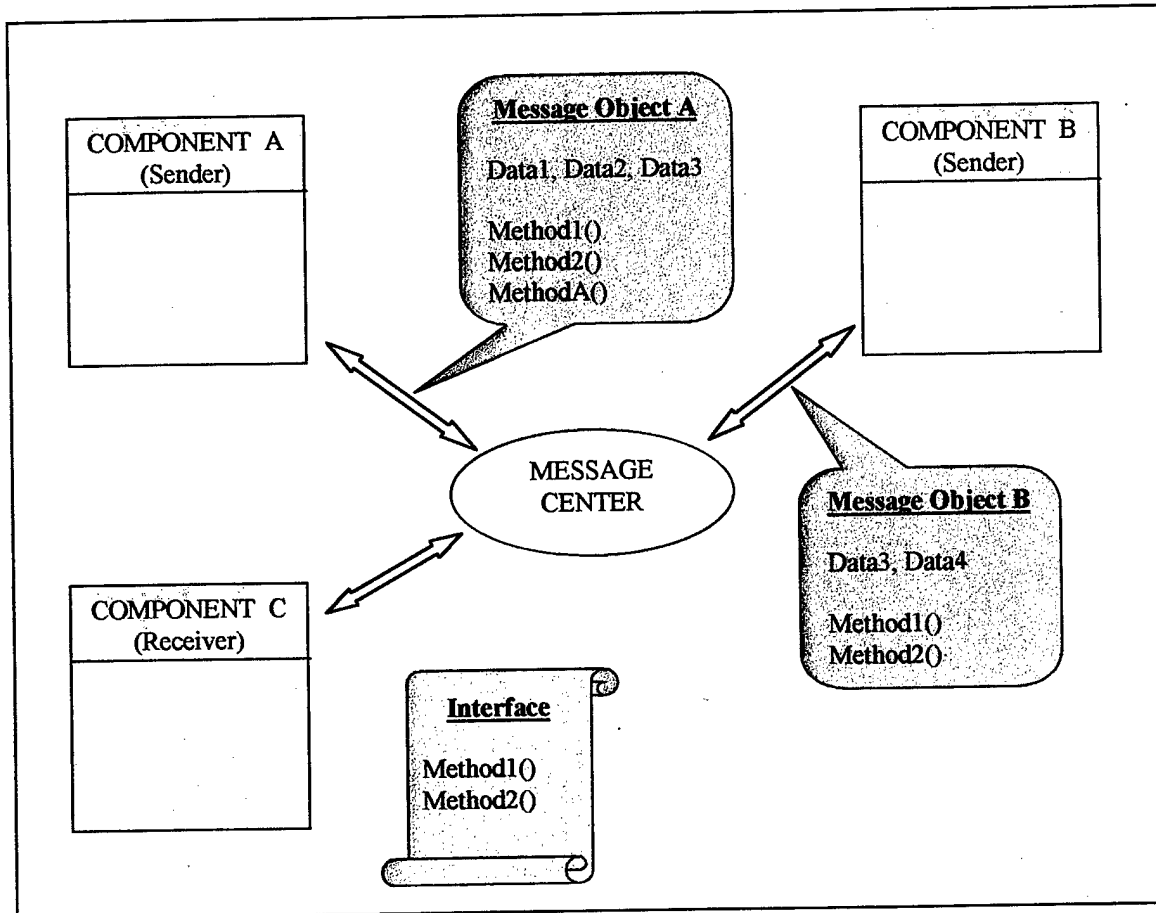 COMPONENT A
(Sender)
Message Object A
Data1, Data2, Data3
Method1()
Method2()
MethodA()
COMPONENT B
(Sender)
MESSAGE
CENTER
Message Object B
Data3, Data4
Method1()
Method2()
COMPONENT C
(Receiver)
Interface
Method1()
Method2()